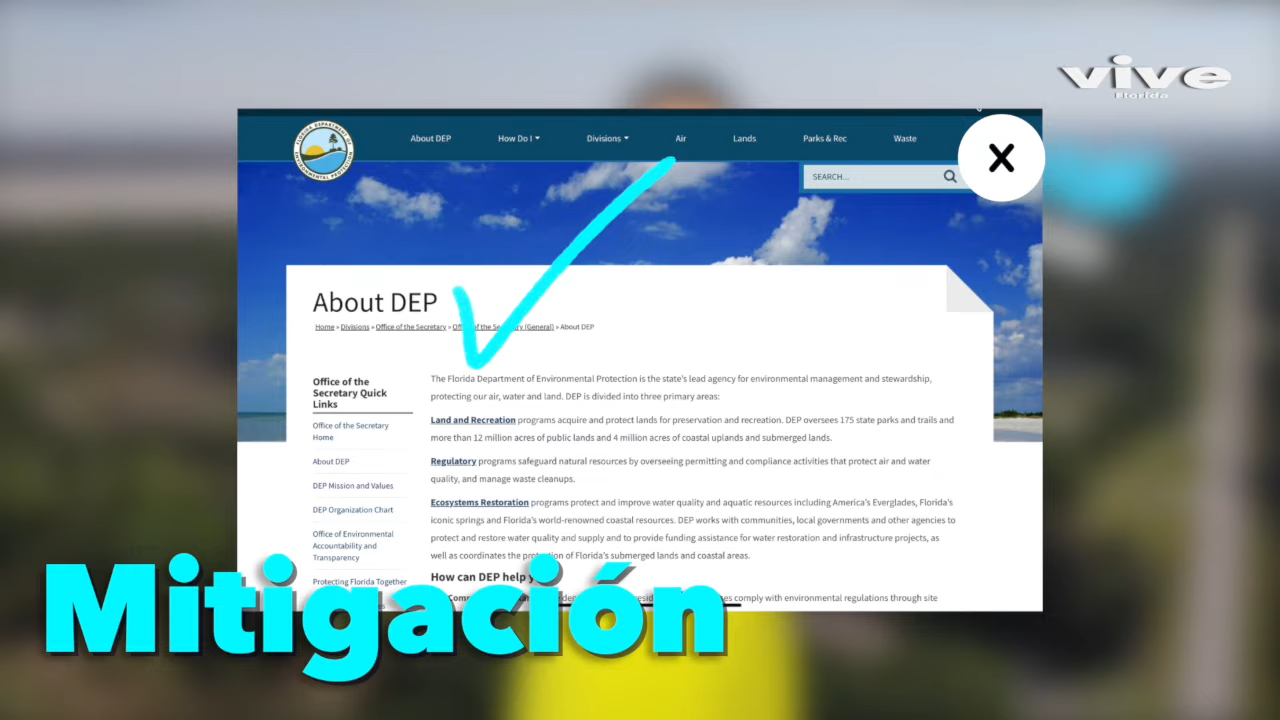 vive
Florida
About DEP
How Do I
Divisions
Air
Lands
Parks & Rec
Waste
SEARCH...
FLORIDA DEPARTMENT OF
ENVIRONMENTAL PROTECTION
About DEP
Home » Divisions » Office of the Secretary » Office of the Secretary (General) » About DEP
Office of the
Secretary Quick
Links
Office of the Secretary
Home
About DEP
DEP Mission and Values
DEP Organization Chart
Office of Environmental
Accountability and
Transparency
Protecting Florida Together
The Florida Department of Environmental Protection is the state's lead agency for environmental management and stewardship,
protecting our air, water and land. DEP is divided into three primary areas:
Land and Recreation programs acquire and protect lands for preservation and recreation. DEP oversees 175 state parks and trails and
more than 12 million acres of public lands and 4 million acres of coastal uplands and submerged lands.
Regulatory programs safeguard natural resources by overseeing permitting and compliance activities that protect air and water
quality, and manage waste cleanups.
Ecosystems Restoration programs protect and improve water quality and aquatic resources including America's Everglades, Florida's
iconic springs and Florida's world-renowned coastal resources. DEP works with communities, local governments and other agencies to
protect and restore water quality and supply and to provide funding assistance for water restoration and infrastructure projects, as
well as coordinates the protection of Florida's submerged lands and coastal areas.
How can DEP help
comply with environmental regulations through site
Mitigación